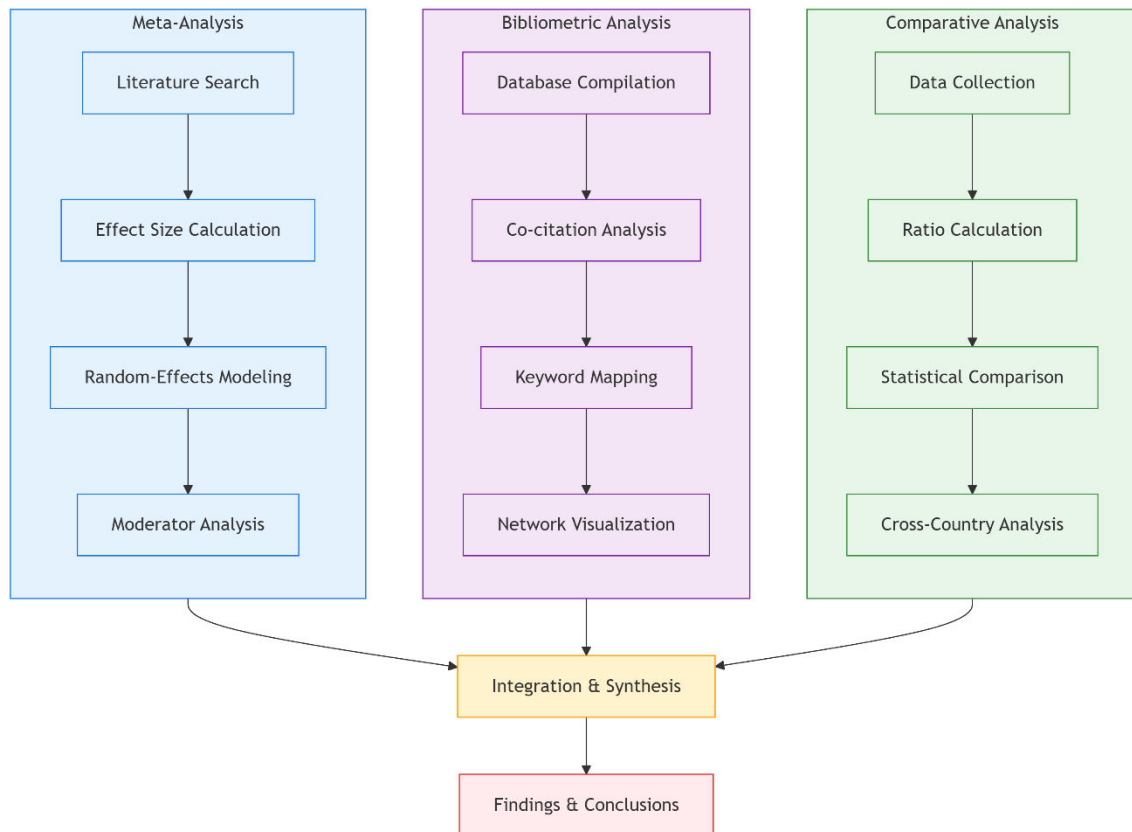 Meta-Analysis
Literature Search
Effect Size Calculation
Random-Effects Modeling
Moderator Analysis
Bibliometric Analysis
Database Compilation
Co-citation Analysis
Keyword Mapping
Network Visualization
Comparative Analysis
Data Collection
Ratio Calculation
Statistical Comparison
Cross-Country Analysis
Integration & Synthesis
Findings & Conclusions